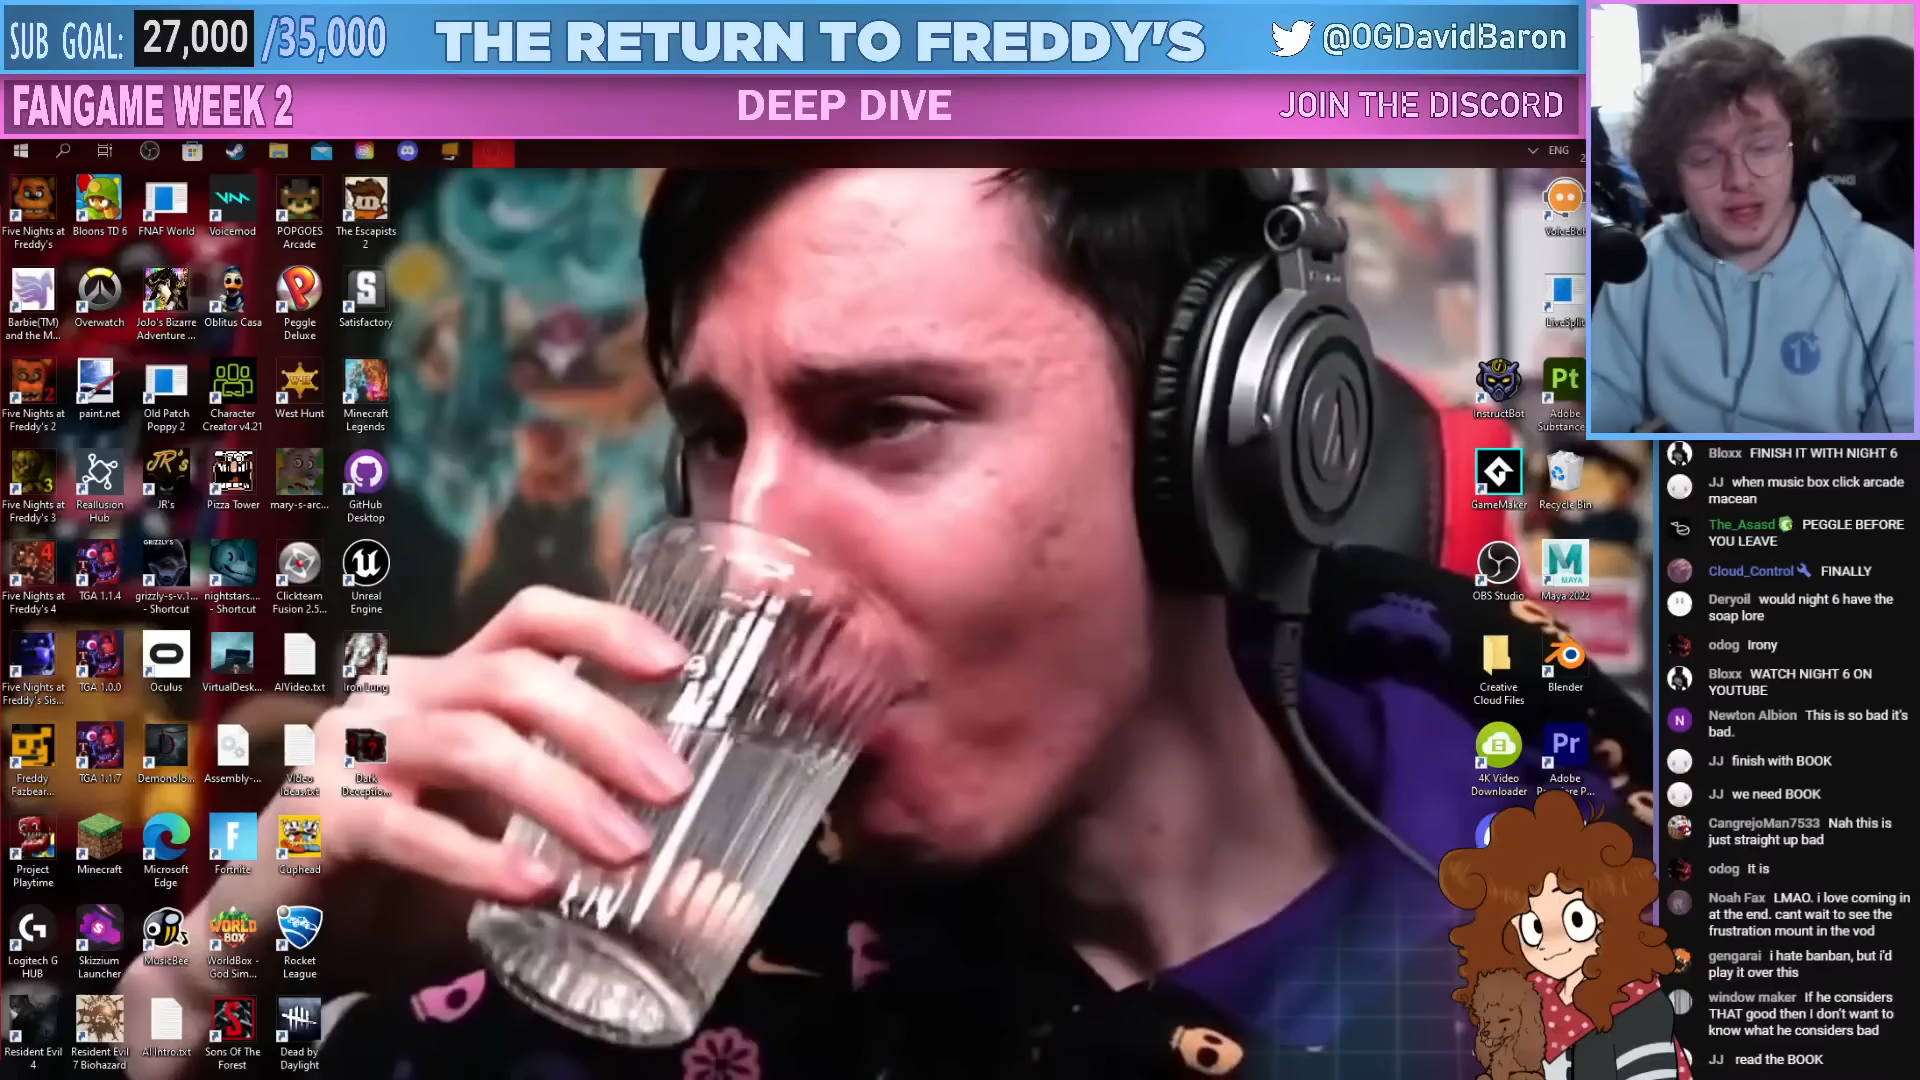 SUB GOAL: 27,000 /35,000
THE RETURN TO FREDDY'S
@OGDavidBaron
FANGAME WEEK 2
DEEP DIVE
JOIN THE DISCORD
ENG
2
Five Nights at Freddy's
Bloons TD 6
FNAF World
Voicemod
POPGOES Arcade
The Escapists 2
Barbie(TM) and the M...
Overwatch
JoJo's Bizarre Adventure ...
Oblitus Casa
Peggle Deluxe
Satisfactory
Five Nights at Freddy's 2
paint.net
Old Patch Poppy 2
Character Creator v4.21
West Hunt
Minecraft Legends
Five Nights at Freddy's 3
Reallusion Hub
JR's
Pizza Tower
mary-s-arc...
GitHub Desktop
Five Nights at Freddy's 4
TGA 1.1.4
grizzly-s-v.1... - Shortcut
nightstars.... - Shortcut
Clickteam Fusion 2.5...
Unreal Engine
Five Nights at Freddy's Sis...
TGA 1.0.0
Oculus
VirtualDesk...
AIVideo.txt
Iron Lung
Freddy Fazbear...
TGA 1.1.7
Demonolo...
Assembly-...
Video Ideas.txt
Dark Deceptio...
Project Playtime
Minecraft
Microsoft Edge
Fortnite
Cuphead
Logitech G HUB
Skizzium Launcher
MusicBee
WorldBox - God Sim...
Rocket League
Resident Evil 4
Resident Evil 7 Biohazard
AI Intro.txt
Sons Of The Forest
Dead by Daylight
VoiceBot
LiveSplit
InstructBot
Adobe Substance
GameMaker
Recycle Bin
OBS Studio
Maya 2022
Creative Cloud Files
Blender
4K Video Downloader
Adobe Premiere P...
Bloxx FINISH IT WITH NIGHT 6
JJ when music box click arcade
macean
The_Asasd PEGGLE BEFORE
YOU LEAVE
Cloud_Control FINALLY
Deryoil would night 6 have the
soap lore
odog Irony
Bloxx WATCH NIGHT 6 ON
YOUTUBE
Newton Albion This is so bad it's
bad.
JJ finish with BOOK
JJ we need BOOK
CangrejoMan7533 Nah this is
just straight up bad
odog It is
Noah Fax LMAO. i love coming in
at the end. cant wait to see the
frustration mount in the vod
gengarai i hate banban, but i'd
play it over this
window maker If he considers
THAT good then I don't want to
know what he considers bad
JJ read the BOOK